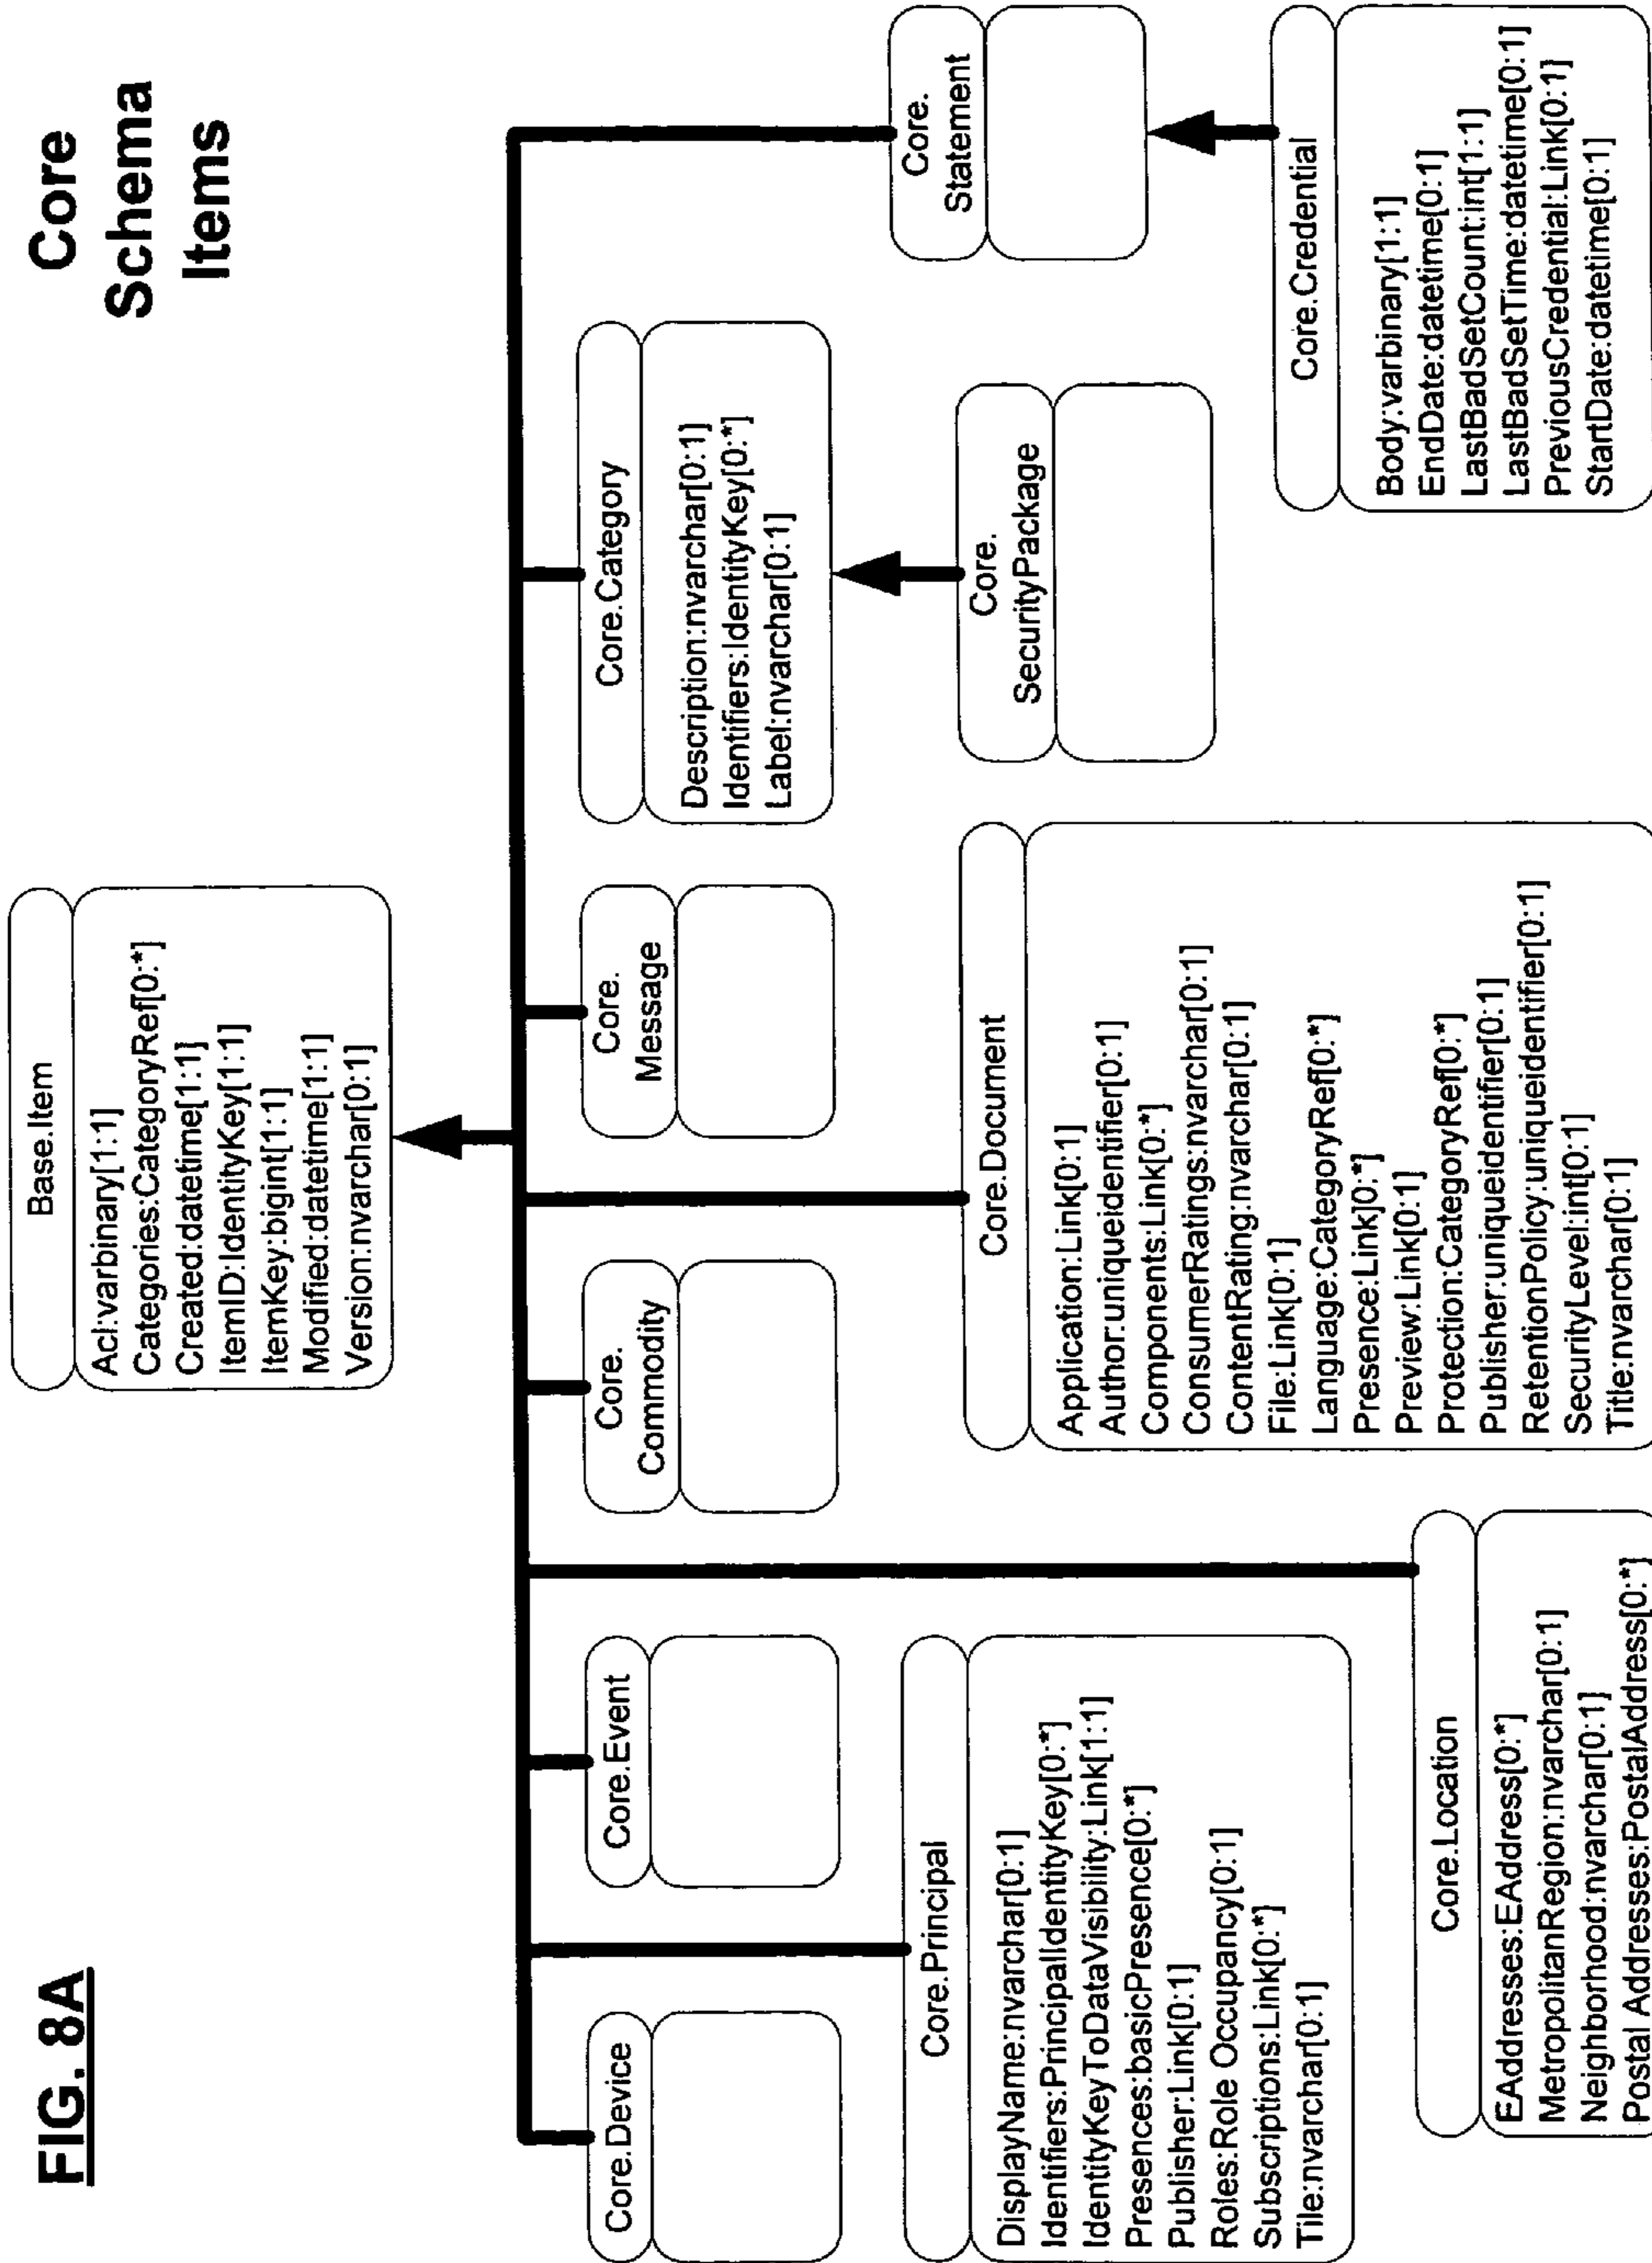 FIG. 8A
Core
Schema
Items
Base.Item
Acl:varbinary[1:1]
Categories:CategoryRef[0:*]
Created:datetime[1:1]
ItemID:IdentityKey[1:1]
ItemKey:bigint[1:1]
Modified:datetime[1:1]
Version:nvarchar[0:1]
Core.Device
Core.Event
Core.
Commodity
Core.
Message
Core.Category
Description:nvarchar[0:1]
Identifiers:IdentityKey[0:*]
Label:nvarchar[0:1]
Core.
Statement
Core.Principal
DisplayName:nvarchar[0:1]
Identifiers:PrincipalIdentityKey[0:*]
IdentityKeyToDataVisibility:Link[1:1]
Presences:basicPresence[0:*]
Publisher:Link[0:1]
Roles:Role Occupancy[0:1]
Subscriptions:Link[0:*]
Tile:nvarchar[0:1]
Core.Document
Application:Link[0:1]
Author:uniqueidentifier[0:1]
Components:Link[0:*]
ConsumerRatings:nvarchar[0:1]
ContentRating:nvarchar[0:1]
File:Link[0:1]
Language:CategoryRef[0:*]
Presence:Link]0:*]
Preview:Link[0:1]
Protection:CategoryRef[0:*]
Publisher:uniqueidentifier[0:1]
RetentionPolicy:uniqueidentifier[0:1]
SecurityLevel:int[0:1]
Title:nvarchar[0:1]
Core.
SecurityPackage
Core.Credential
Body:varbinary[1:1]
EndDate:datetime[0:1]
LastBadSetCount:int[1:1]
LastBadSetTime:datetime[0:1]
PreviousCredential:Link[0:1]
StartDate:datetime[0:1]
Core.Location
EAddresses:EAddress[0:*]
MetropolitanRegion:nvarchar[0:1]
Neighborhood:nvarchar[0:1]
Postal Addresses:PostalAddress[0:*]